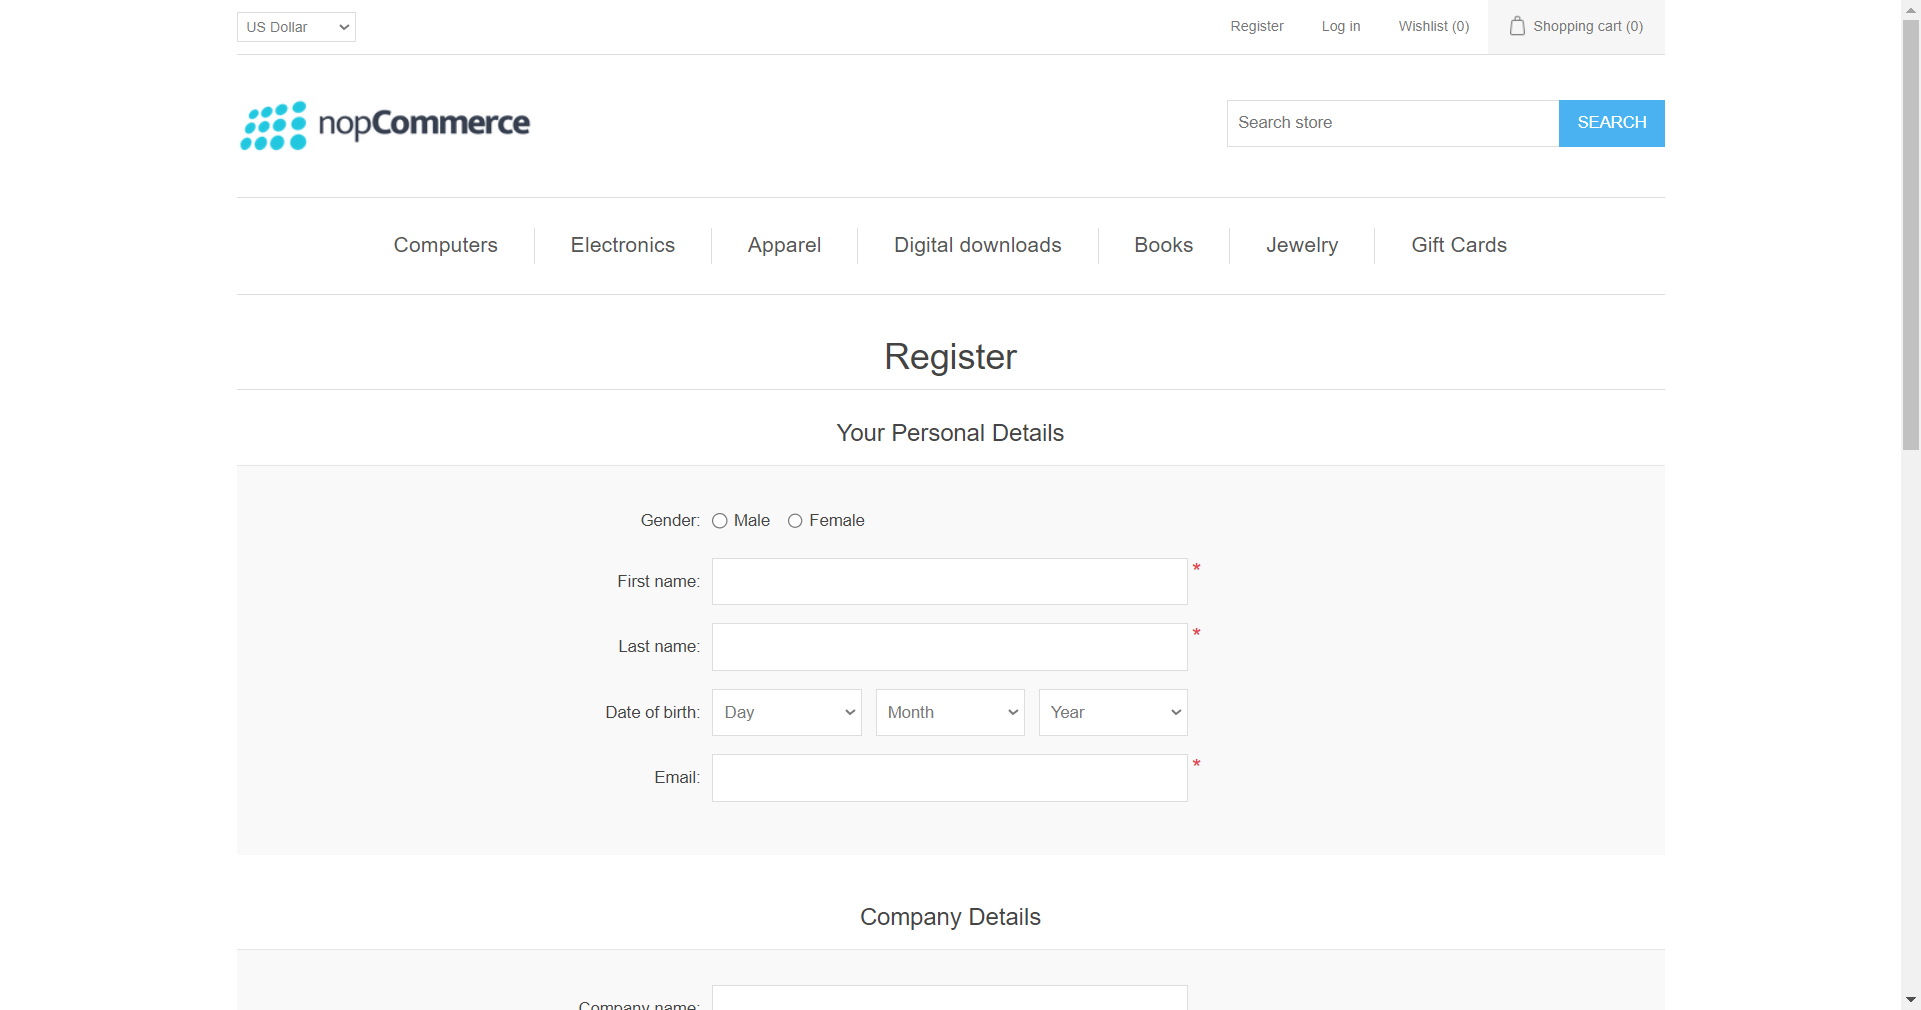 US Dollar Register Log in Wishlist (0) Shopping cart (0)
nopCommerce Search store SEARCH
Computers Electronics Apparel Digital downloads Books Jewelry Gift Cards
Register
Your Personal Details
Gender: Male Female
First name: *
Last name: *
Date of birth: Day Month Year
Email: *
Company Details
Company name: